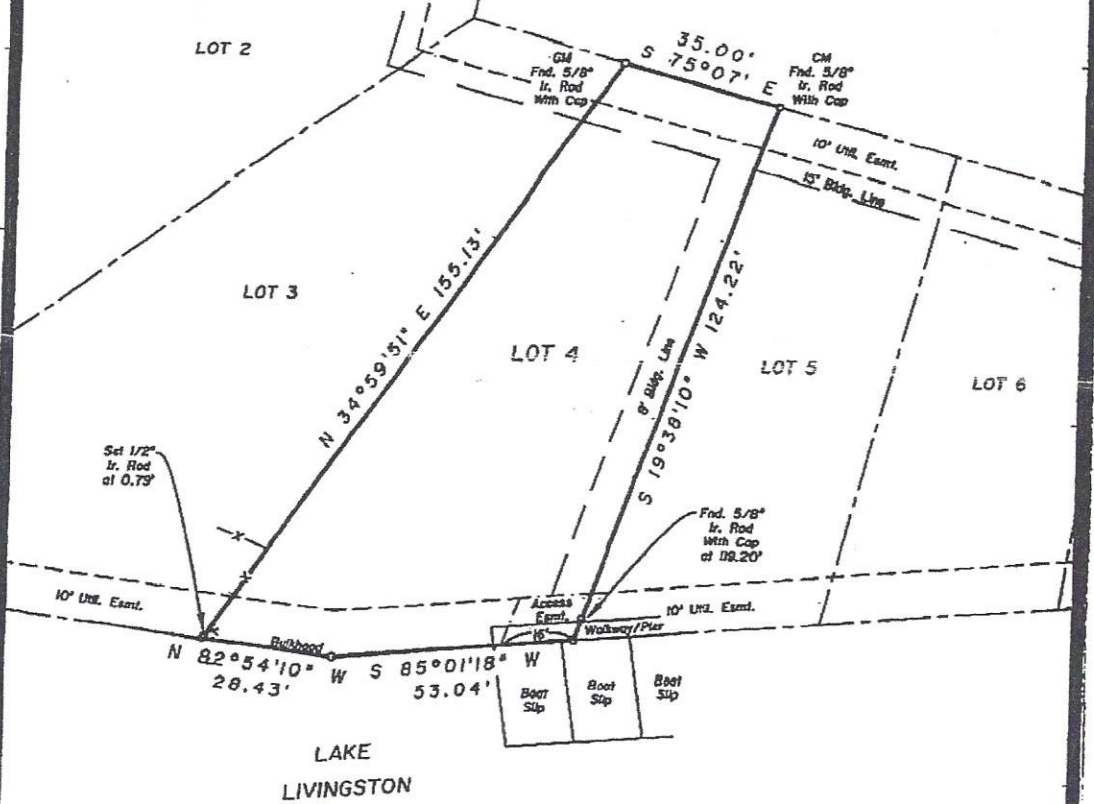 LOT 2
35.00'
S 75°07' E
CM
Fnd. 5/8"
Ir. Rod
With Cap
CM
Fnd. 5/8"
Ir. Rod
With Cap
10' Util. Esmt.
15' Bldg. Line
LOT 3
N 34°59'51" E 155.13'
LOT 4
8' Bldg. Line
S 19°38'10" W 124.22'
LOT 5
LOT 6
Set 1/2"
Ir. Rod
at 0.79'
Fnd. 5/8"
Ir. Rod
With Cap
at 119.20'
10' Util. Esmt.
Access
Esmt.
10' Util. Esmt.
Walkway/Pier
16'
Bulkhead
N 82°54'10" W
28.43'
S 85°01'18" W
53.04'
Boat
Slip
Boat
Slip
Boat
Slip
LAKE
LIVINGSTON